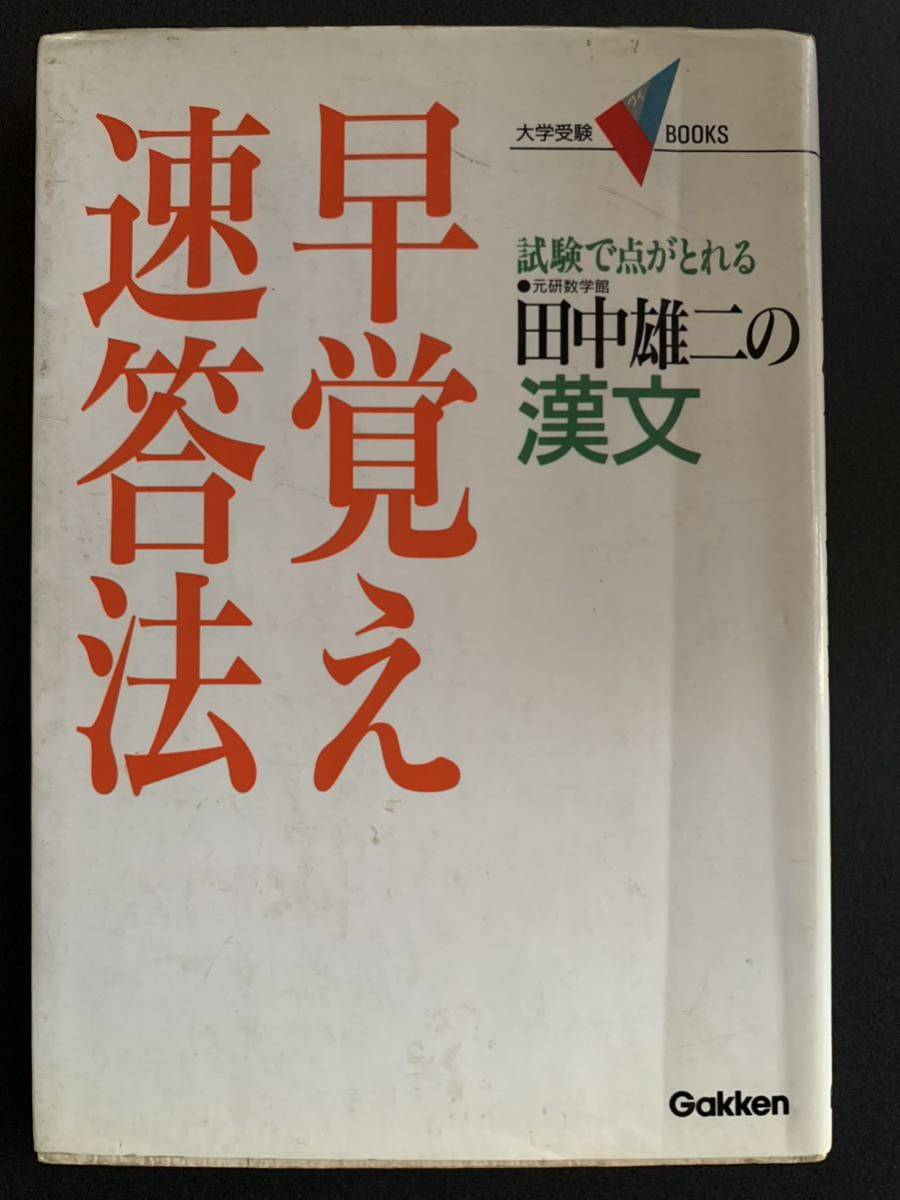 大学受験 BOOKS
試験で点がとれる
●元研数学館
田中雄二の
漢文
早覚え
速答法
Gakken